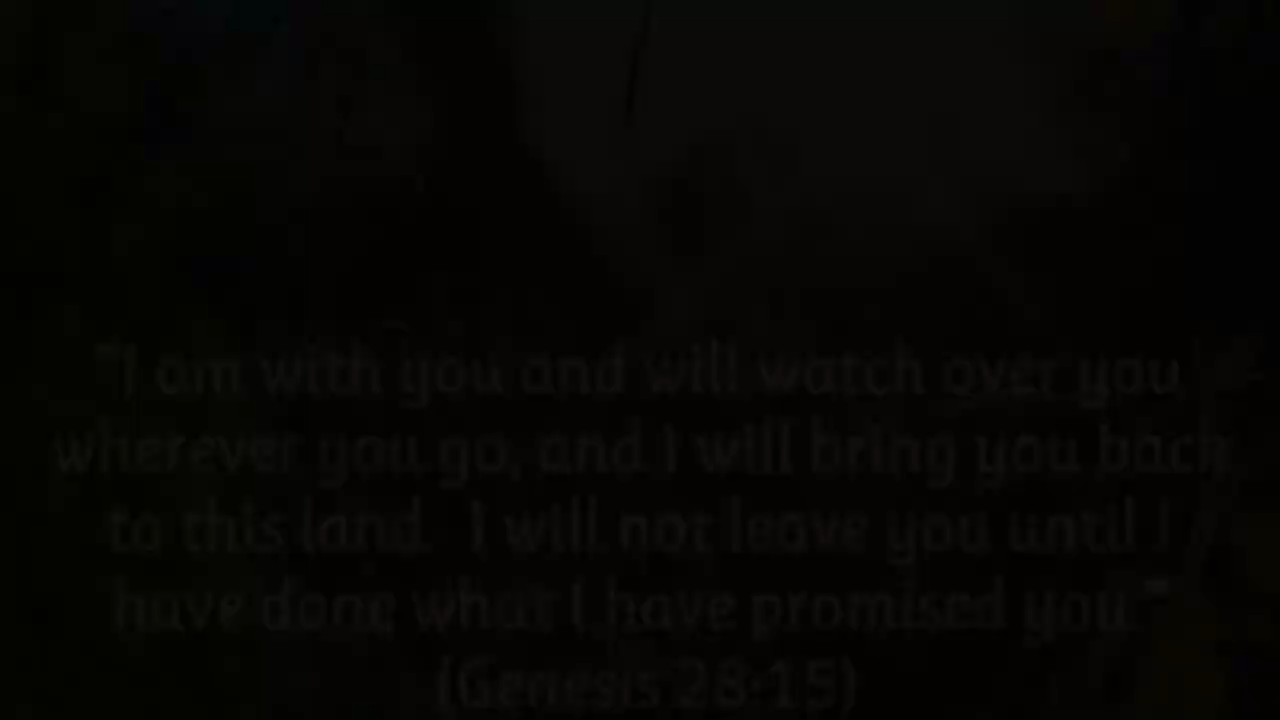 "I am with you and will watch over you
wherever you go, and I will bring you back
to this land. I will not leave you until I
have done what I have promised you."
(Genesis 28:15)